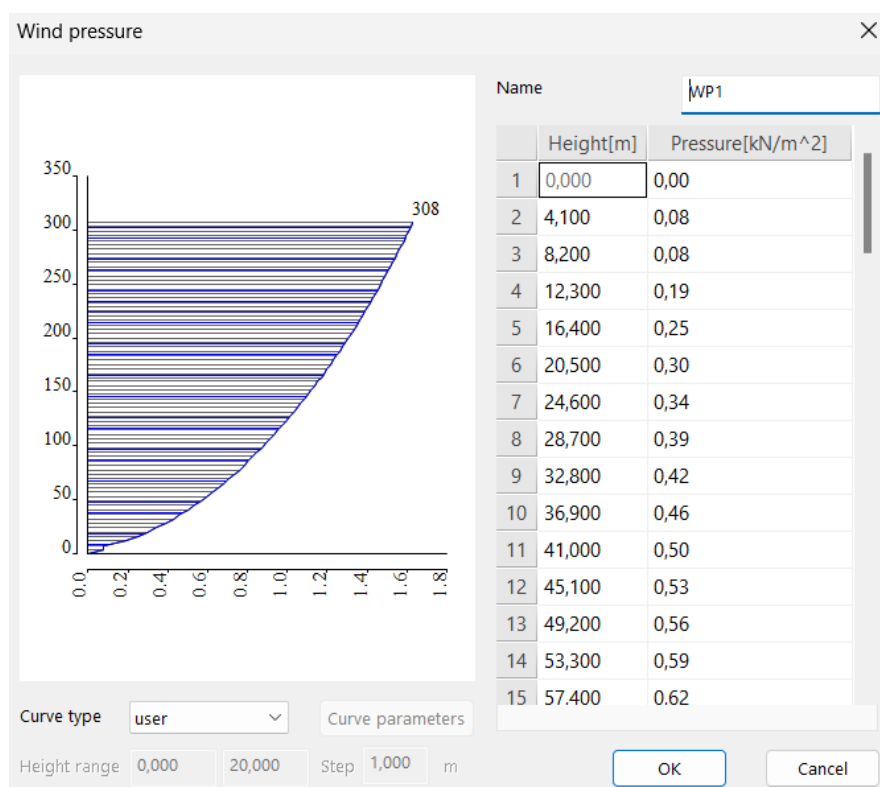 Wind pressure
Name WP1
Height[m] Pressure[kN/m^2]
1 0,000 0,00
2 4,100 0,08
3 8,200 0,08
4 12,300 0,19
5 16,400 0,25
6 20,500 0,30
7 24,600 0,34
8 28,700 0,39
9 32,800 0,42
10 36,900 0,46
11 41,000 0,50
12 45,100 0,53
13 49,200 0,56
14 53,300 0,59
15 57,400 0,62
350
308
300
250
200
150
100
50
0
0.0 0.2 0.4 0.6 0.8 1.0 1.2 1.4 1.6 1.8
Curve type user Curve parameters
Height range 0,000 20,000 Step 1,000 m
OK Cancel